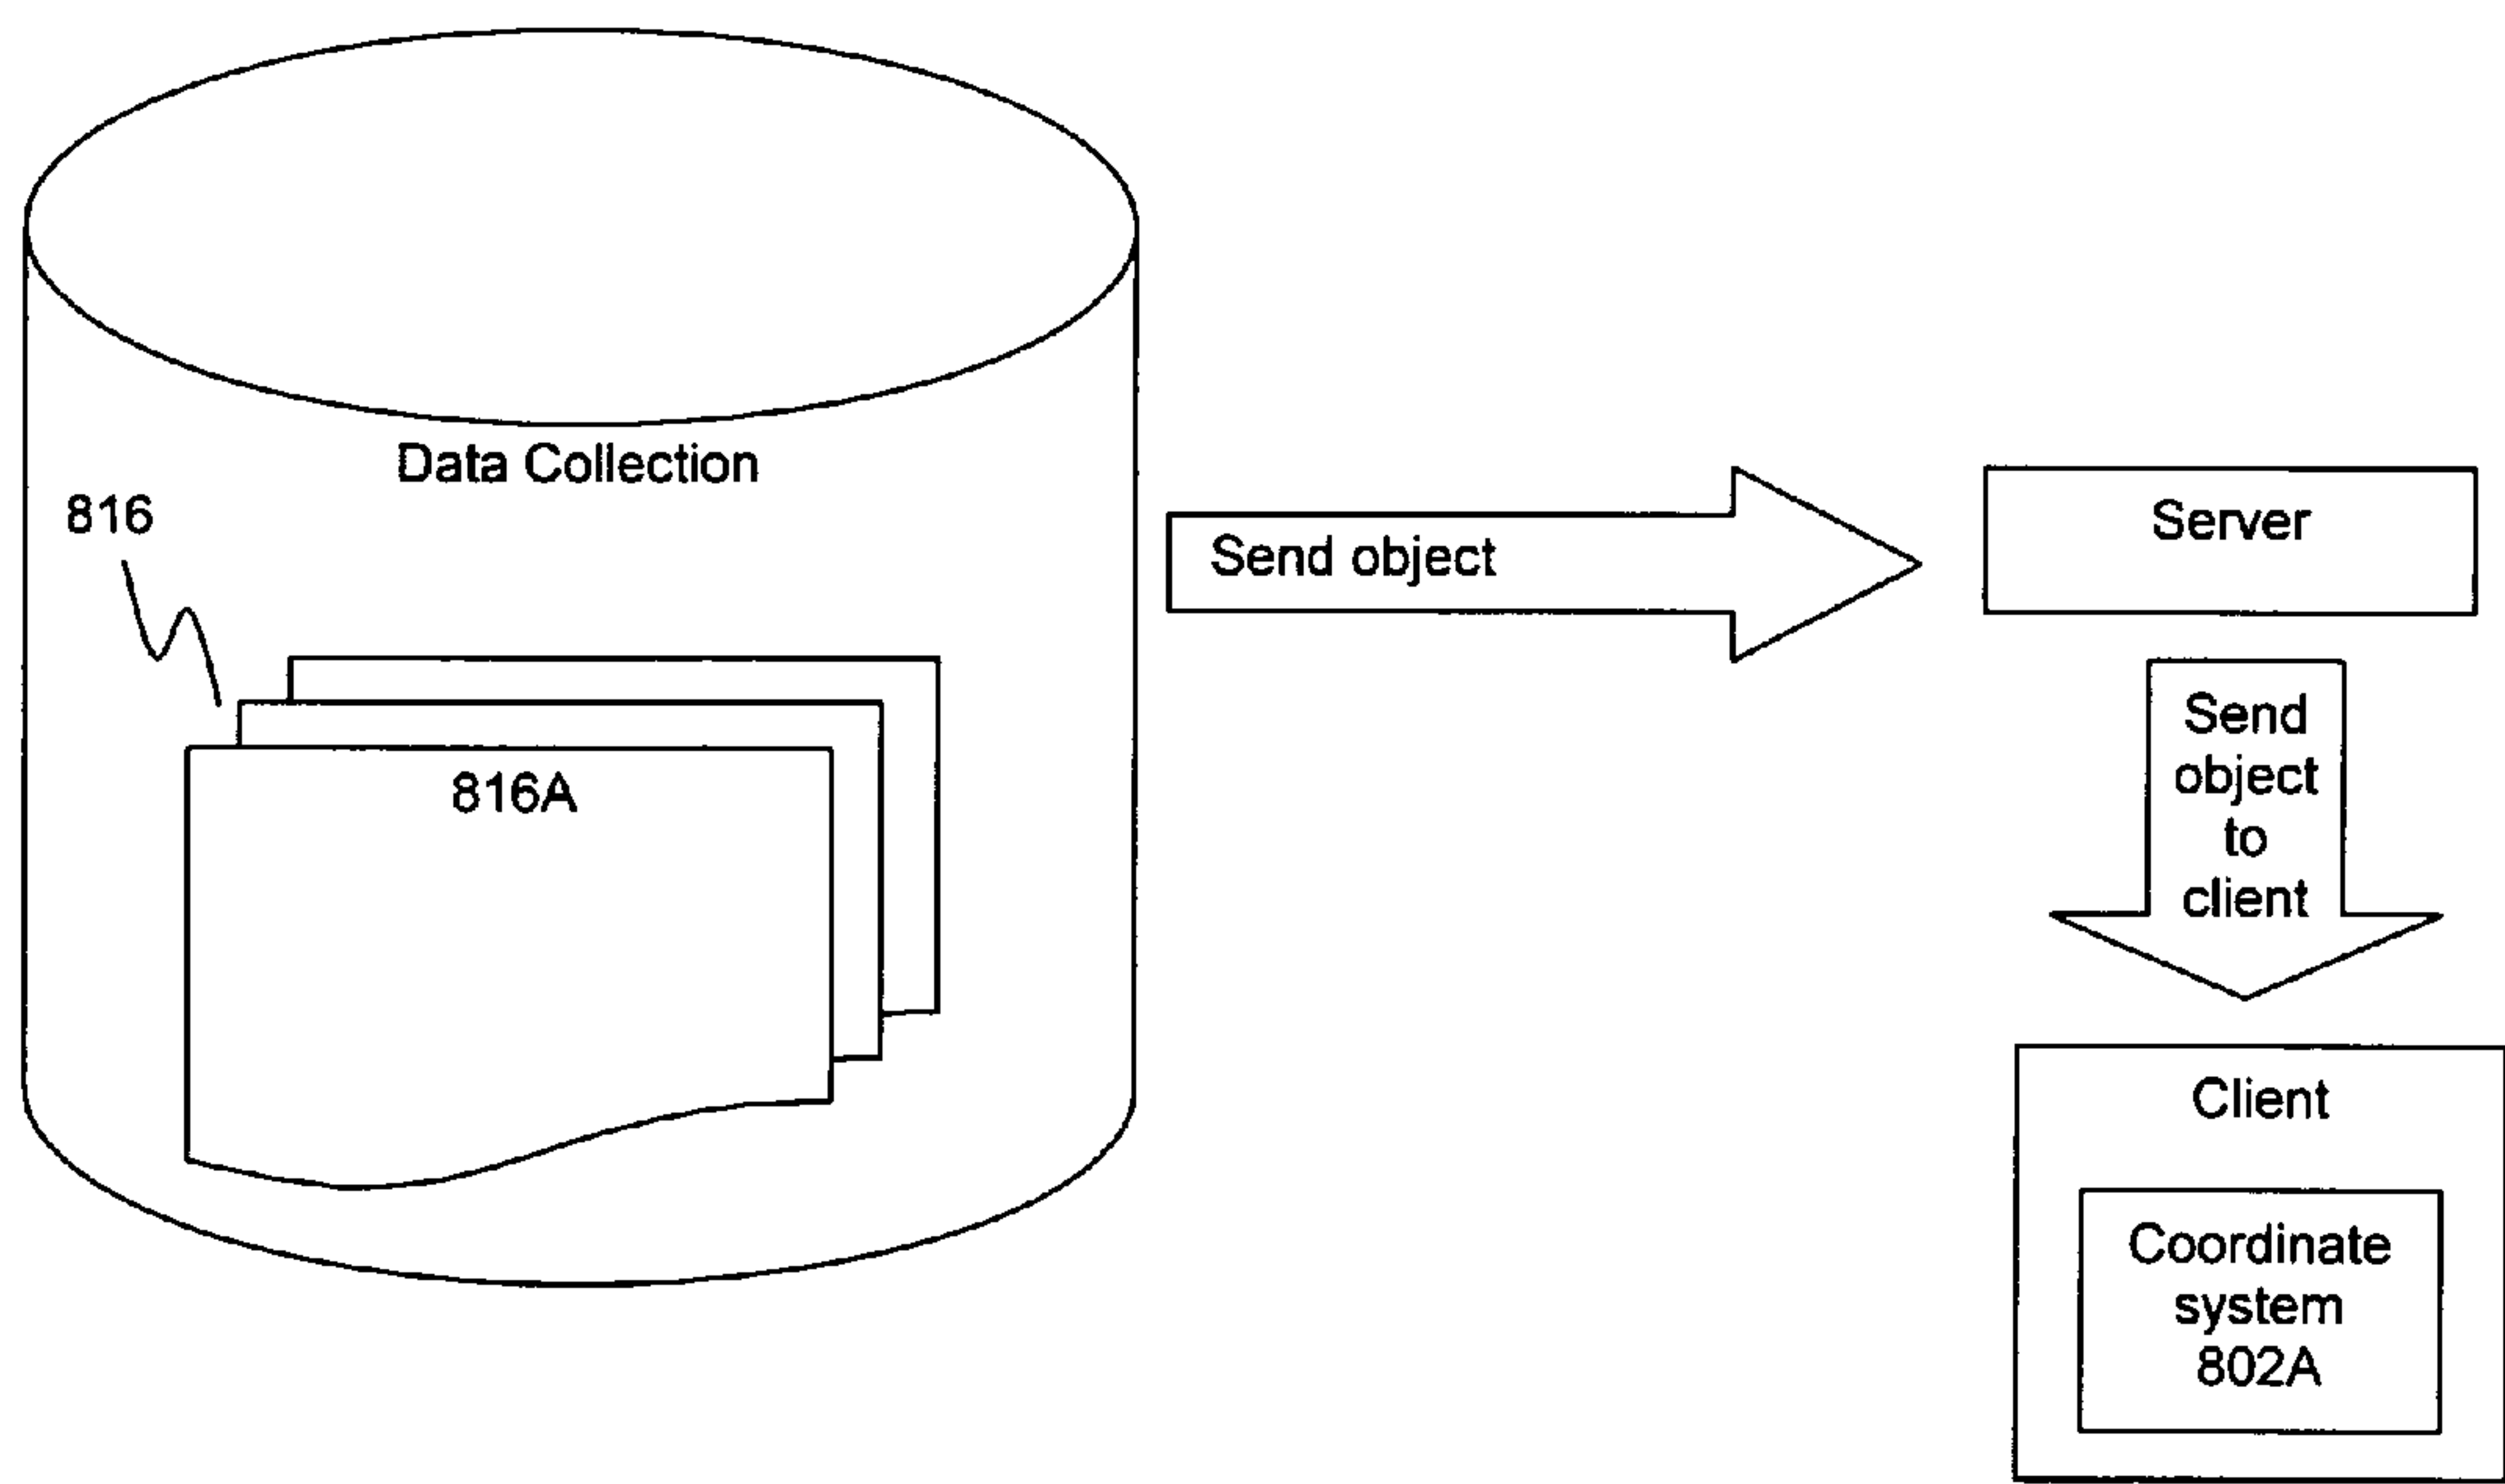 Data Collection
816
816A
Send object
Server
Send
object
to
client
Client
Coordinate
system
802A